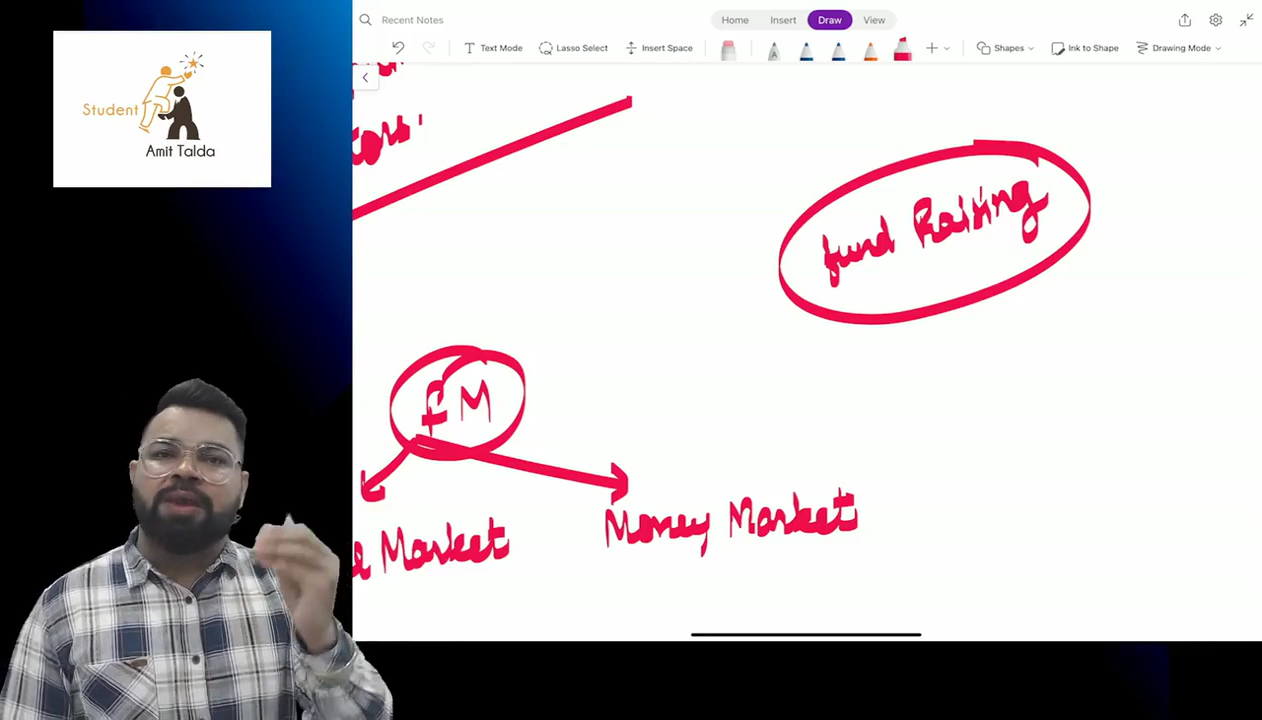 Recent Notes
Home Insert Draw View
Text Mode
Lasso Select
Insert Space
Shapes
Ink to Shape
Drawing Mode
Student
Amit Talda
fund Raising
FM
Market
Money Market